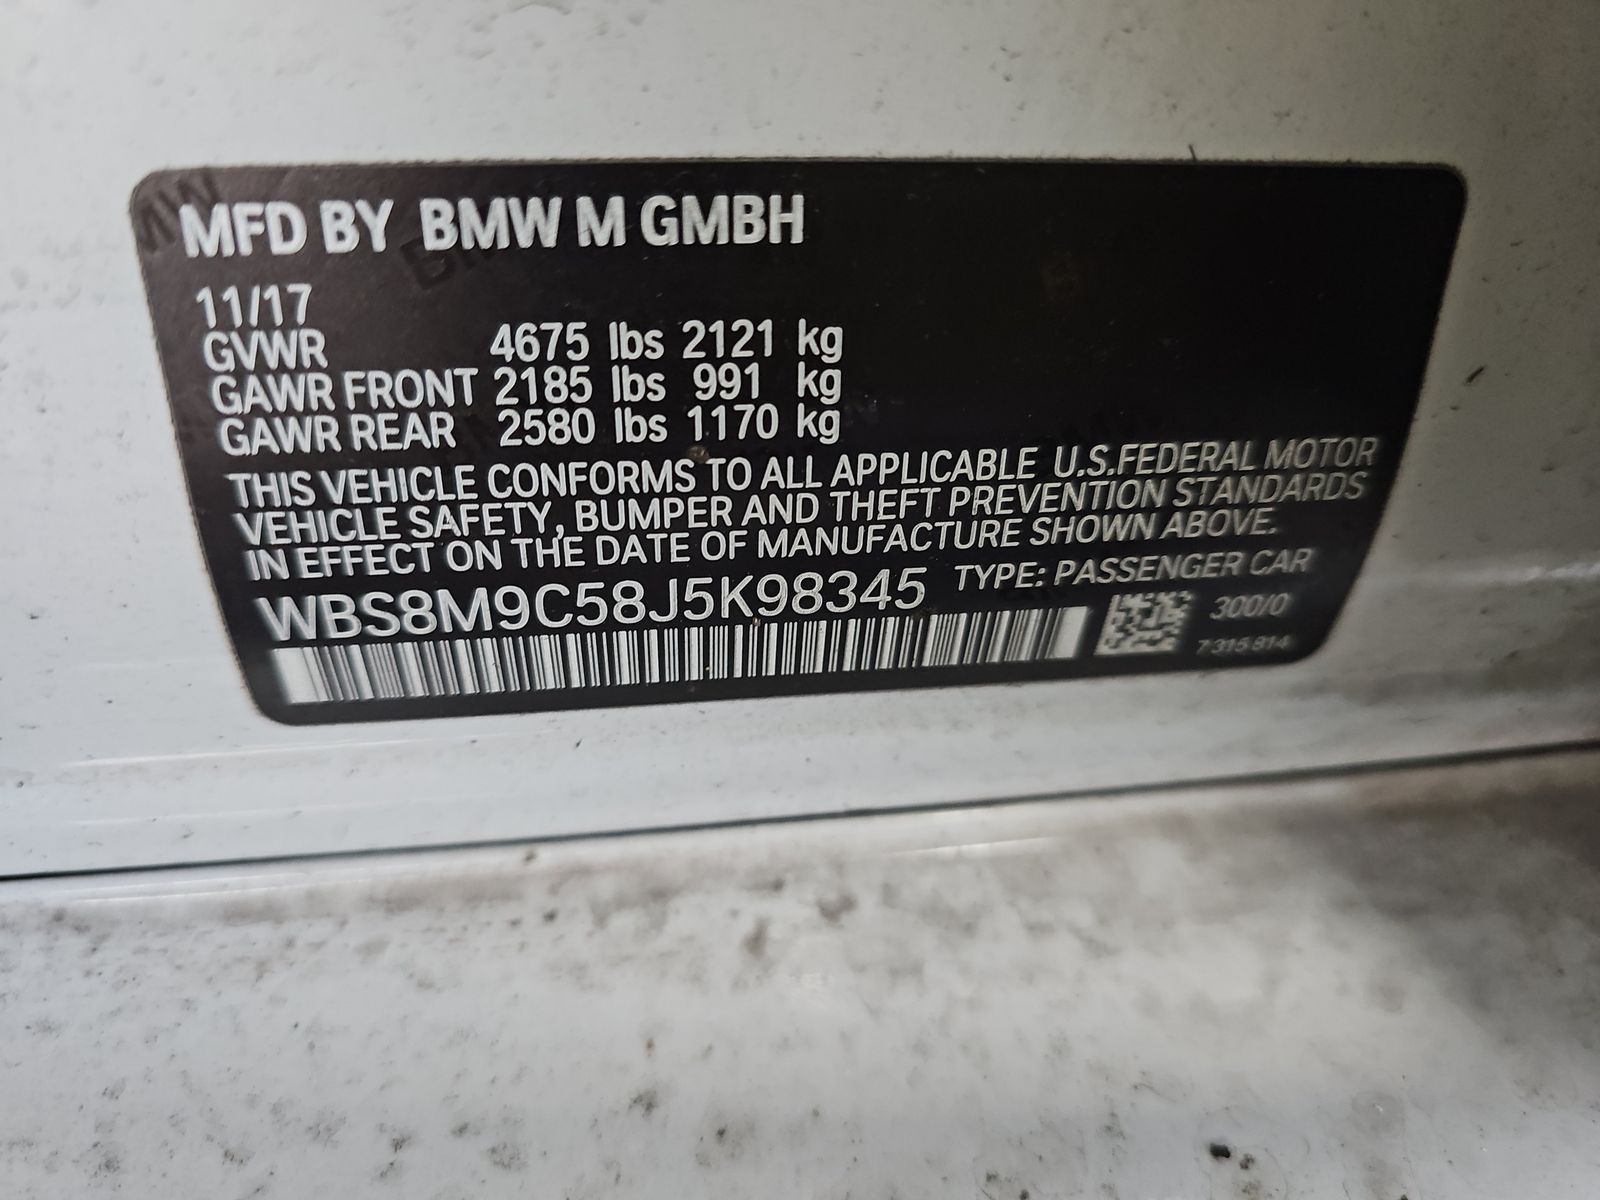 MFD BY BMW M GMBH
11/17
GVWR 4675 lbs 2121 kg
GAWR FRONT 2185 lbs 991 kg
GAWR REAR 2580 lbs 1170 kg
THIS VEHICLE CONFORMS TO ALL APPLICABLE U.S.FEDERAL MOTOR
VEHICLE SAFETY, BUMPER AND THEFT PREVENTION STANDARDS
IN EFFECT ON THE DATE OF MANUFACTURE SHOWN ABOVE.
WBS8M9C58J5K98345 TYPE: PASSENGER CAR
300/0
7 315 814